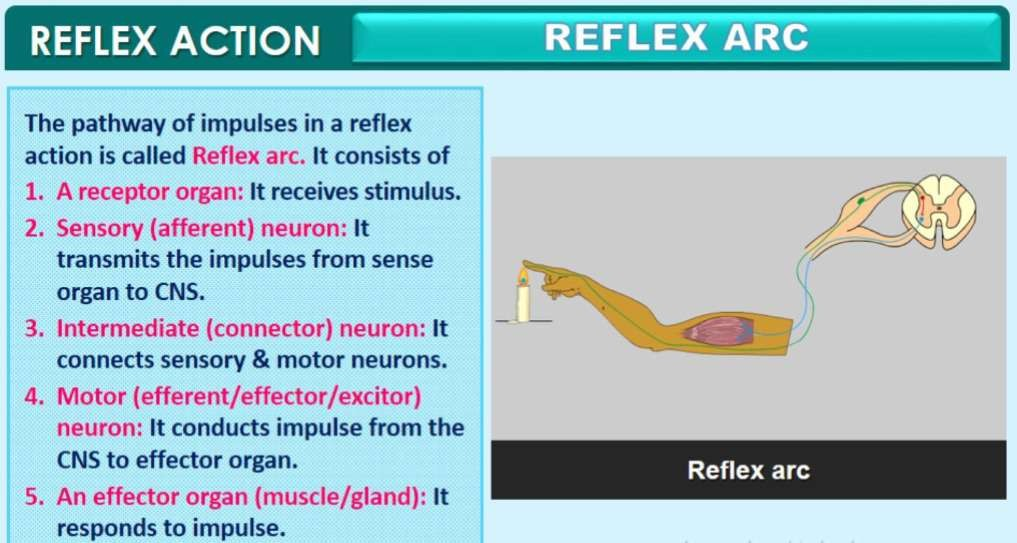 REFLEX ACTION
REFLEX ARC
The pathway of impulses in a reflex
action is called Reflex arc. It consists of
1. A receptor organ: It receives stimulus.
2. Sensory (afferent) neuron: It
transmits the impulses from sense
organ to CNS.
3. Intermediate (connector) neuron: It
connects sensory & motor neurons.
4. Motor (efferent/effector/excitor)
neuron: It conducts impulse from the
CNS to effector organ.
5. An effector organ (muscle/gland): It
responds to impulse.
Reflex arc